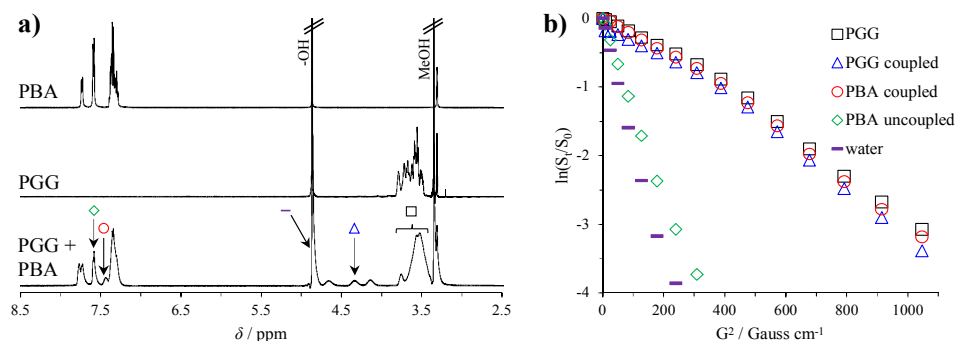 a)
-OH
MeOH
PBA
PGG
PGG +
PBA
8.5 7.5 6.5 5.5 4.5 3.5 2.5
δ / ppm
b)
0
-1
-2
-3
-4
ln(St/S0)
PGG
PGG coupled
PBA coupled
PBA uncoupled
water
0 200 400 600 800 1000
G² / Gauss cm⁻¹